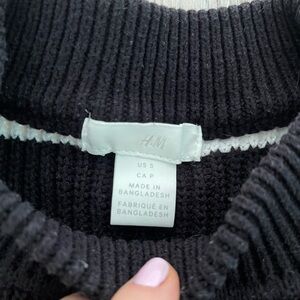 H&M
US S
CA P
MADE IN
BANGLADESH
FABRIQUÉ EN
BANGLADESH